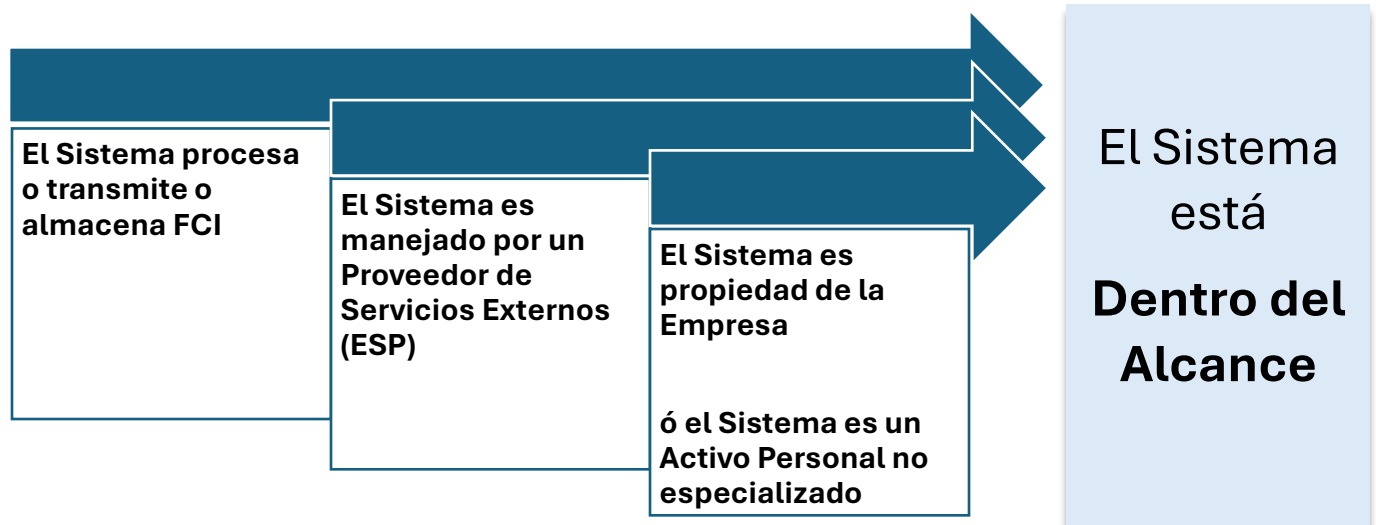 El Sistema procesa
o transmite o
almacena FCI
El Sistema es
manejado por un
Proveedor de
Servicios Externos
(ESP)
El Sistema es
propiedad de la
Empresa
ó el Sistema es un
Activo Personal no
especializado
El Sistema
está
Dentro del
Alcance